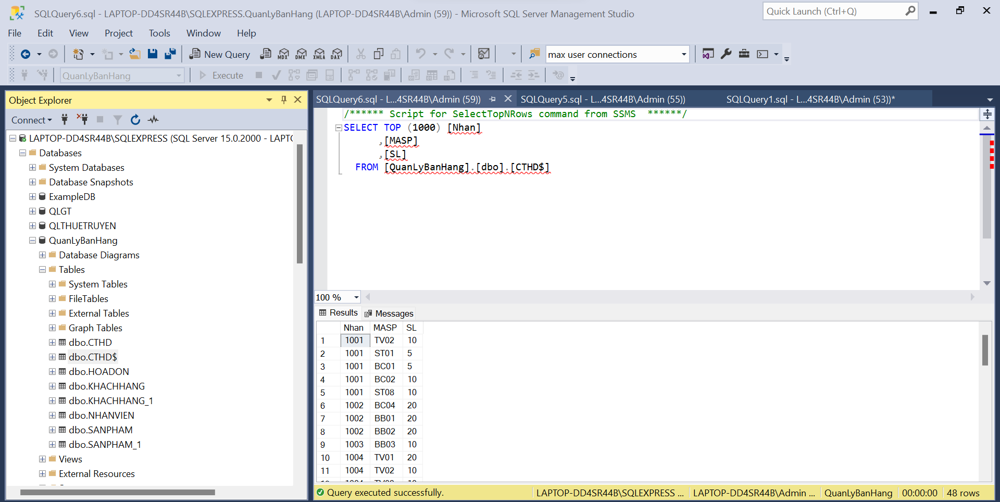 SQLQuery6.sql - LAPTOP-DD4SR44B\SQLEXPRESS.QuanLyBanHang (LAPTOP-DD4SR44B\Admin (59)) - Microsoft SQL Server Management Studio
Quick Launch (Ctrl+Q)
File Edit View Project Tools Window Help
New Query MDX DMX XMLA DAX max user connections
QuanLyBanHang Execute
Object Explorer
Connect
LAPTOP-DD4SR44B\SQLEXPRESS (SQL Server 15.0.2000 - LAPT
Databases
System Databases
Database Snapshots
ExampleDB
QLGT
QLTHUETRUYEN
QuanLyBanHang
Database Diagrams
Tables
System Tables
FileTables
External Tables
Graph Tables
dbo.CTHD
dbo.CTHD$
dbo.HOADON
dbo.KHACHHANG
dbo.KHACHHANG_1
dbo.NHANVIEN
dbo.SANPHAM
dbo.SANPHAM_1
Views
External Resources
SQLQuery6.sql - L...4SR44B\Admin (59)) SQLQuery5.sql - L...4SR44B\Admin (55)) SQLQuery1.sql - L...4SR44B\Admin (53))*
/****** Script for SelectTopNRows command from SSMS ******/
SELECT TOP (1000) [Nhan]
,[MASP]
,[SL]
FROM [QuanLyBanHang].[dbo].[CTHD$]
100 %
Results Messages
Nhan MASP SL
1 1001 TV02 10
2 1001 ST01 5
3 1001 BC01 5
4 1001 BC02 10
5 1001 ST08 10
6 1002 BC04 20
7 1002 BB01 20
8 1002 BB02 20
9 1003 BB03 10
10 1004 TV01 20
11 1004 TV02 10
Query executed successfully. LAPTOP-DD4SR44B\SQLEXPRESS ... LAPTOP-DD4SR44B\Admin ... QuanLyBanHang 00:00:00 48 rows